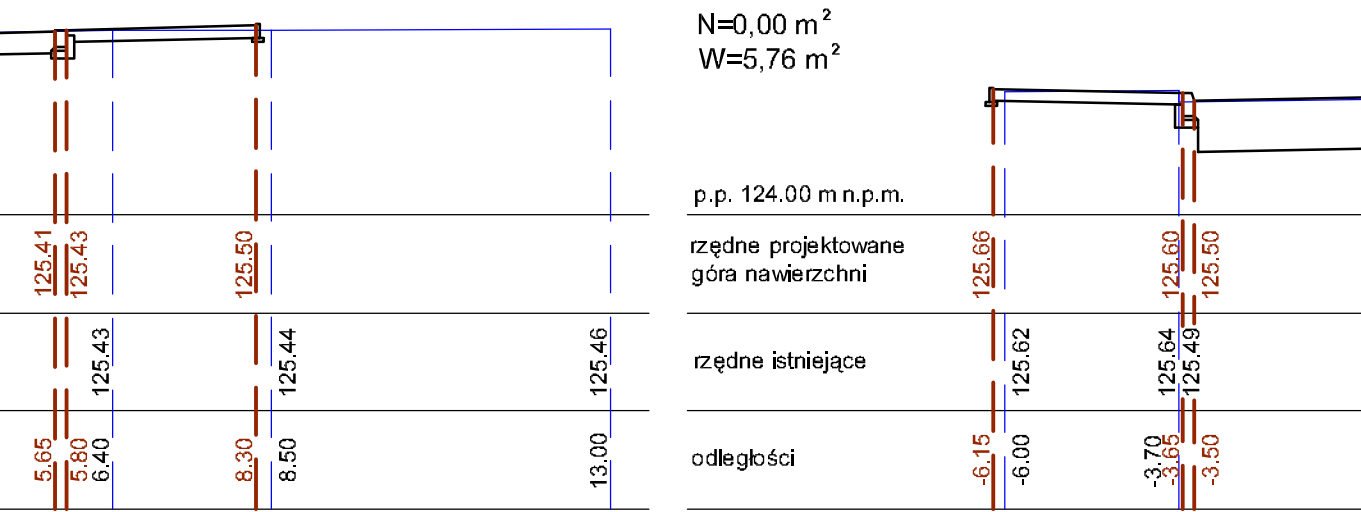 N=0,00 m²
W=5,76 m²
p.p. 124.00 m n.p.m.
125.41 125.43 125.50
rzędne projektowane
góra nawierzchni
125.66 125.60 125.50
125.43 125.44 125.46
rzędne istniejące
125.62 125.64 125.49
5.65 5.80 6.40 8.30 8.50 13.00
odległości
-6.15 -6.00 -3.70 -3.65 -3.50